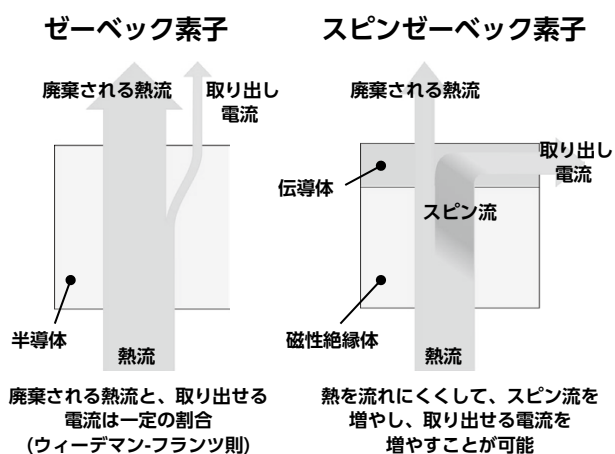 ゼーベック素子
廃棄される熱流
取り出し
電流
半導体
熱流
廃棄される熱流と、取り出せる
電流は一定の割合
(ウィーデマン-フランツ則)
スピンゼーベック素子
廃棄される熱流
取り出し
電流
伝導体
スピン流
磁性絶縁体
熱流
熱を流れにくくして、スピン流を
増やし、取り出せる電流を
増やすことが可能